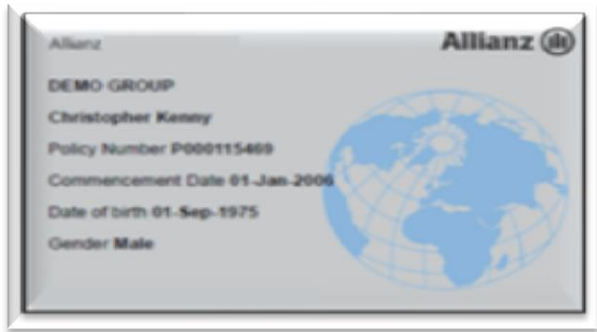 Allianz
Allianz
DEMO GROUP
Christopher Kenny
Policy Number P000115469
Commencement Date 01-Jan-2006
Date of birth 01-Sep-1975
Gender Male